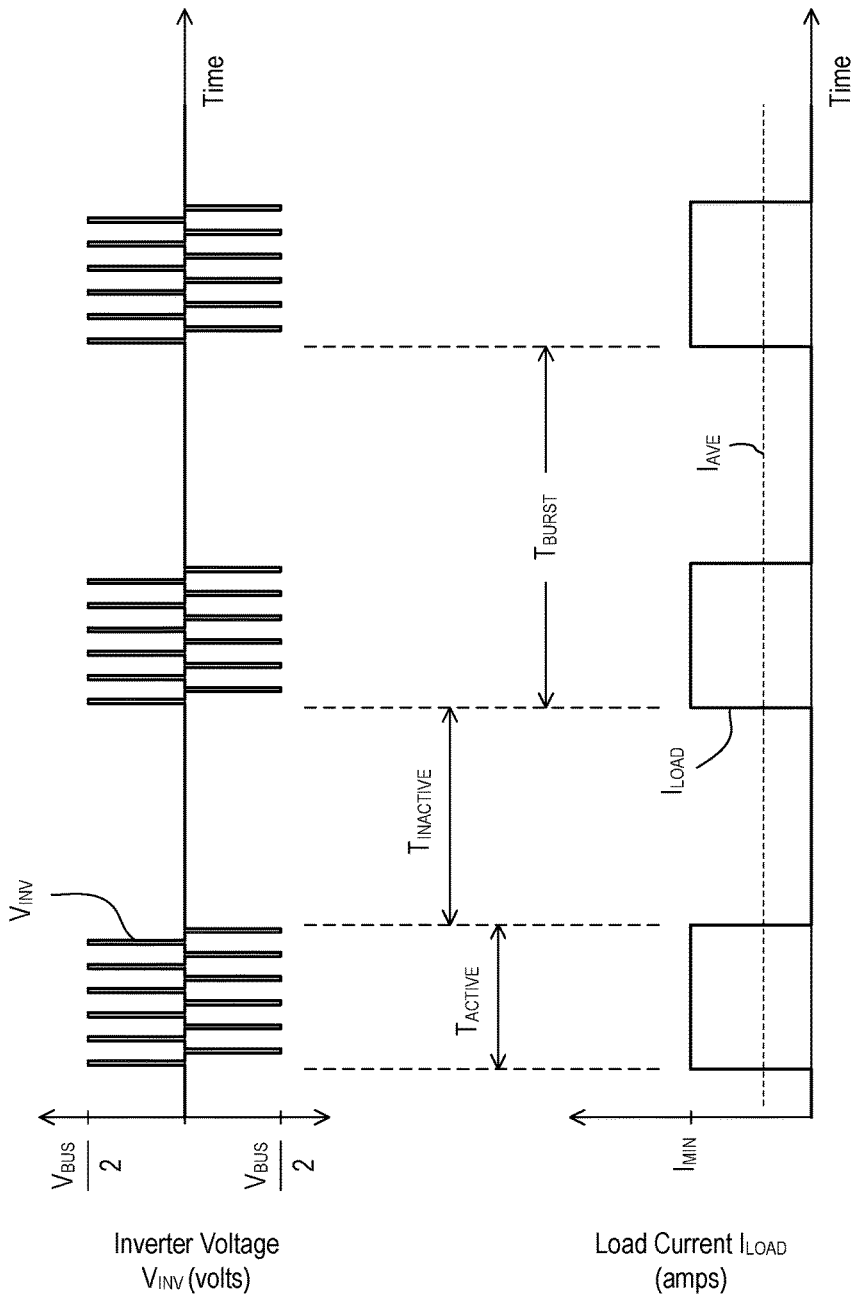 Inverter Voltage
VINV (volts)
VBUS
2
VBUS
2
VINV
Time
TACTIVE
TINACTIVE
TBURST
Load Current ILOAD
(amps)
IMIN
ILOAD
IAVE
Time